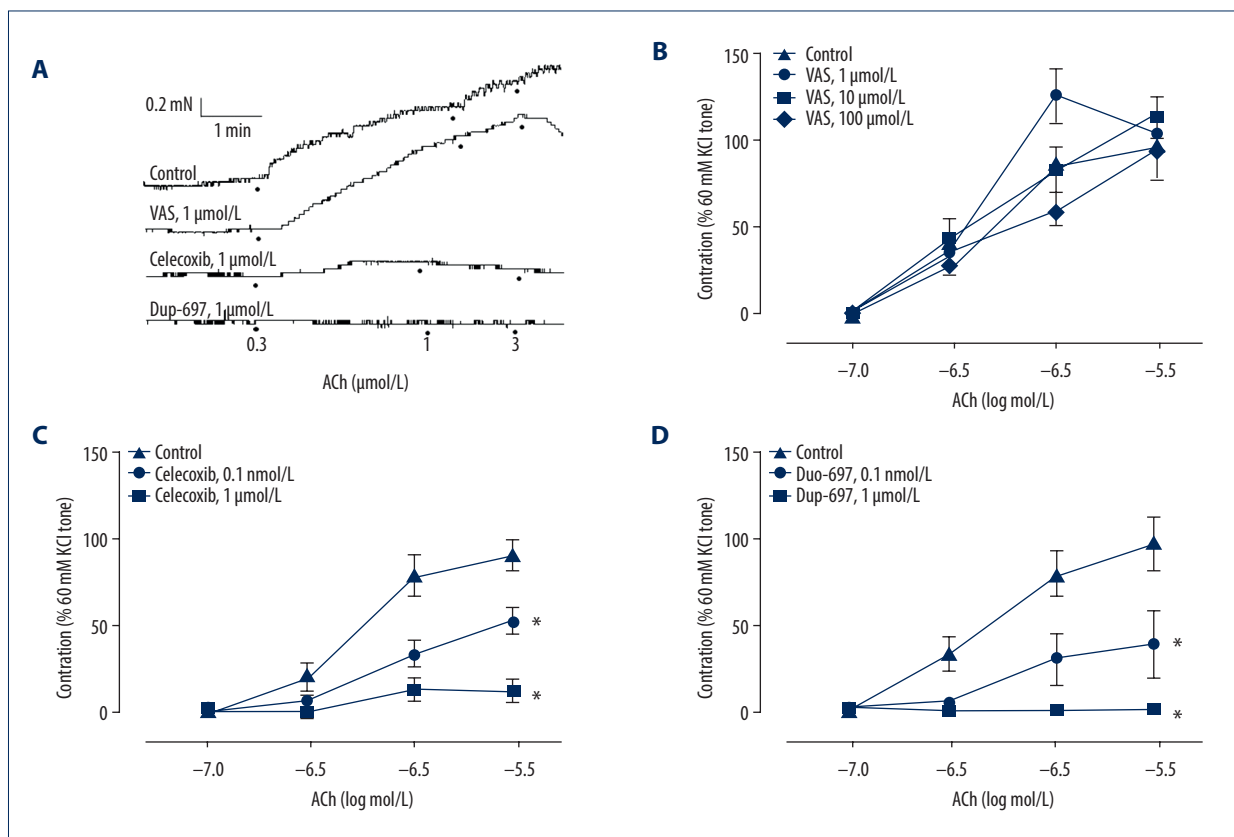 A
0.2 mN
1 min
Control
VAS, 1 µmol/L
Celecoxib, 1 µmol/L
Dup-697, 1 µmol/L
0.3 1 3
ACh (µmol/L)
B
Contration (% 60 mM KCl tone)
150
100
50
0
Control
VAS, 1 µmol/L
VAS, 10 µmol/L
VAS, 100 µmol/L
−7.0 −6.5 −6.5 −5.5
ACh (log mol/L)
C
Contration (% 60 mM KCl tone)
150
100
50
0
Control
Celecoxib, 0.1 nmol/L
Celecoxib, 1 µmol/L
*
*
−7.0 −6.5 −6.5 −5.5
ACh (log mol/L)
D
Contration (% 60 mM KCl tone)
150
100
50
0
Control
Duo-697, 0.1 nmol/L
Dup-697, 1 µmol/L
*
*
−7.0 −6.5 −6.5 −5.5
ACh (log mol/L)